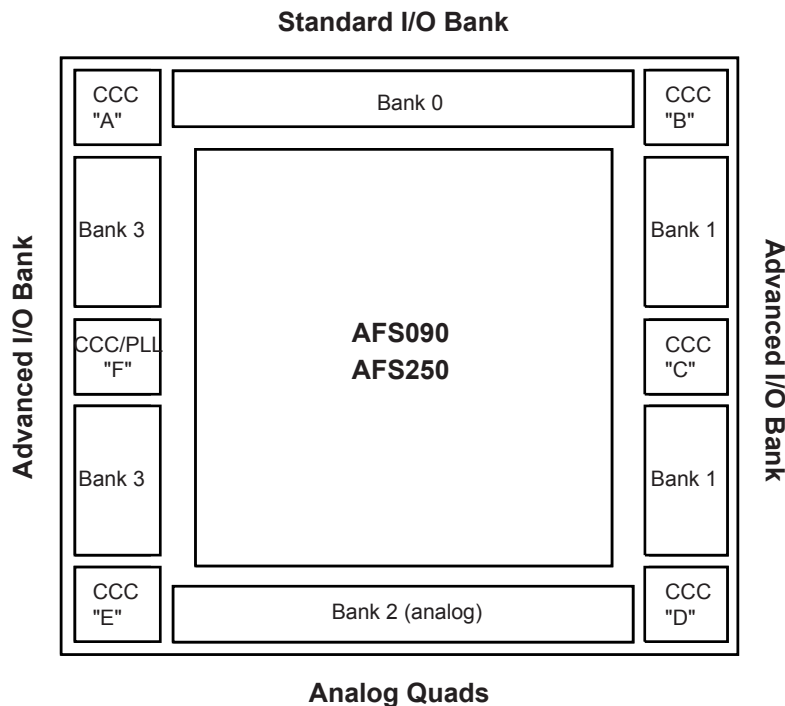 Standard I/O Bank
CCC
"A"
Bank 0
CCC
"B"
Bank 3
Bank 1
Advanced I/O Bank
Advanced I/O Bank
CCC/PLL
"F"
AFS090
AFS250
CCC
"C"
Bank 3
Bank 1
CCC
"E"
Bank 2 (analog)
CCC
"D"
Analog Quads